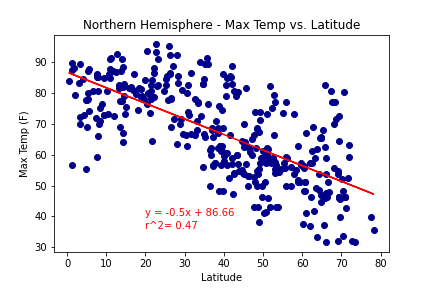 Northern Hemisphere - Max Temp vs. Latitude
Max Temp (F)
90
80
70
60
50
40
30
y = -0.5x + 86.66
r^2= 0.47
0 10 20 30 40 50 60 70 80
Latitude